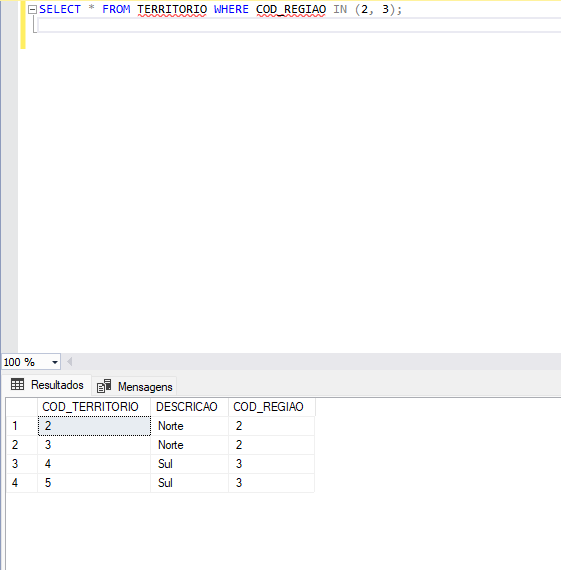 SELECT * FROM TERRITORIO WHERE COD_REGIAO IN (2, 3);
100 %
Resultados Mensagens
COD_TERRITORIO DESCRICAO COD_REGIAO
1 2 Norte 2
2 3 Norte 2
3 4 Sul 3
4 5 Sul 3